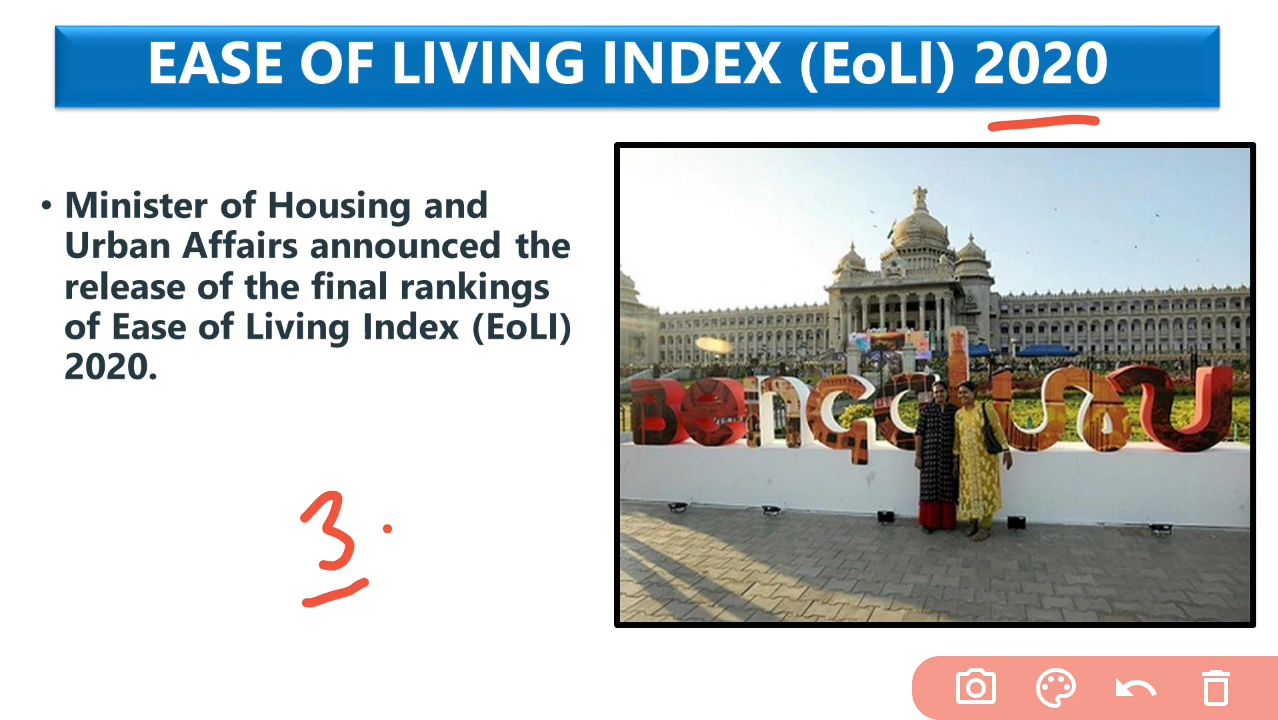 EASE OF LIVING INDEX (EoLI) 2020
• Minister of Housing and
Urban Affairs announced the
release of the final rankings
of Ease of Living Index (EoLI)
2020.
BENGALURU
3.